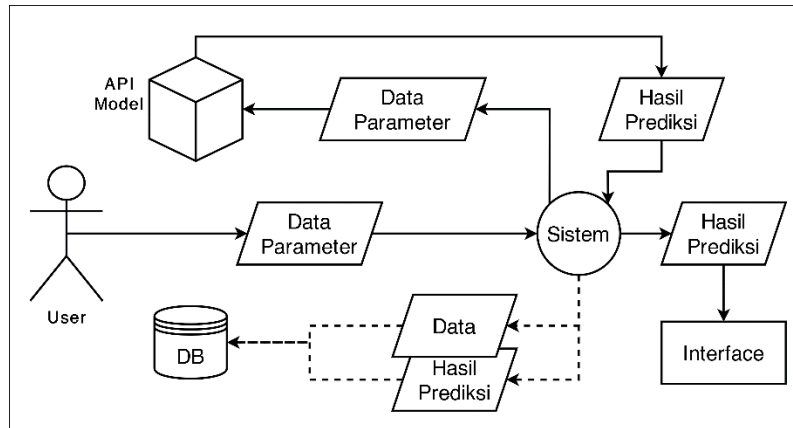 API
Model
Data
Parameter
Hasil
Prediksi
User
Data
Parameter
Sistem
Hasil
Prediksi
DB
Data
Hasil
Prediksi
Interface